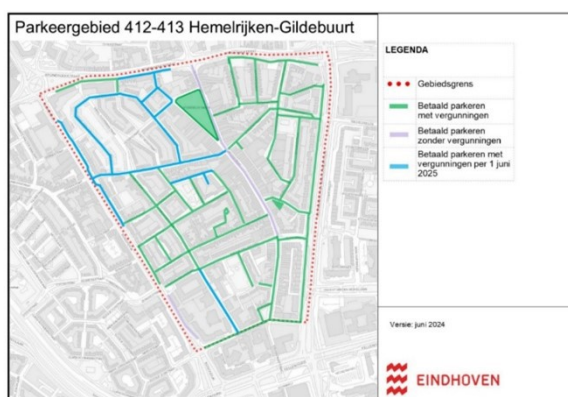 Parkeergebied 412-413 Hemelrijken-Gildebuurt
LEGENDA
Gebiedsgrens
Betaald parkeren
met vergunningen
Betaald parkeren
zonder vergunningen
Betaald parkeren met
vergunningen per 1 juni
2025
Versie: juni 2024
EINDHOVEN